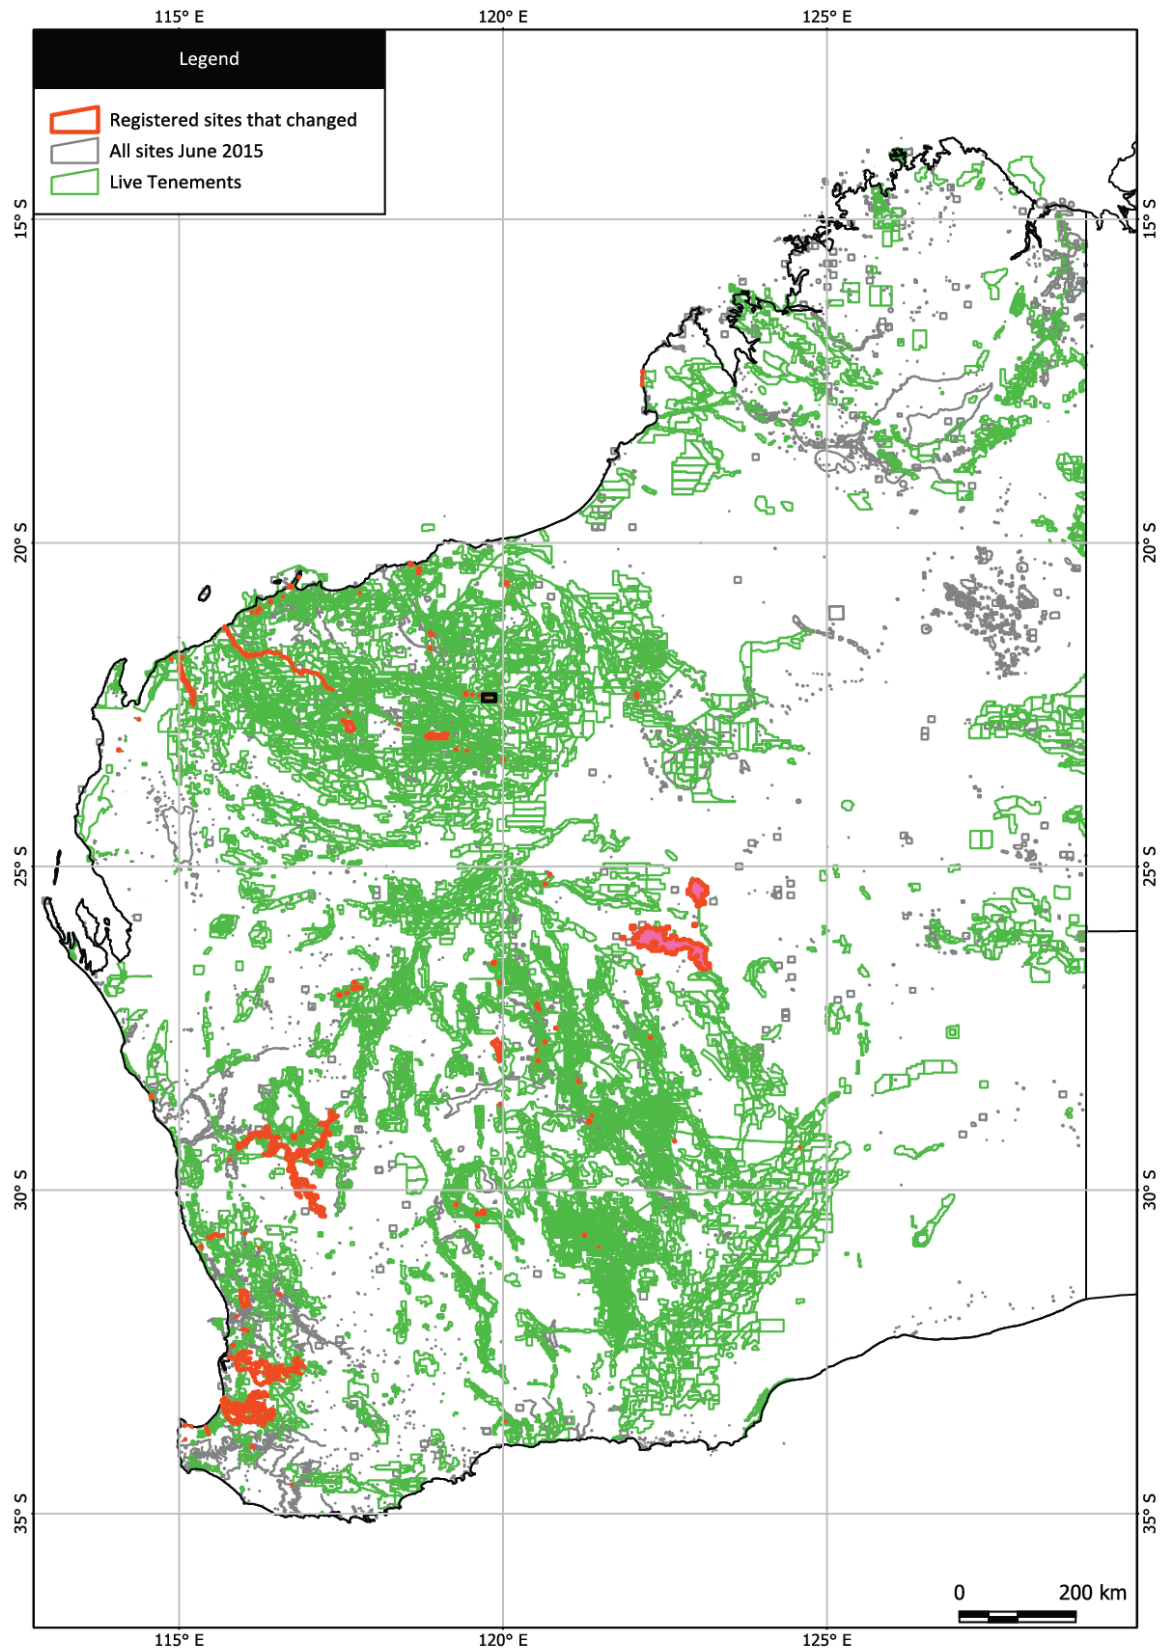 115° E 120° E 125° E
Legend
Registered sites that changed
All sites June 2015
Live Tenements
15° S 15° S
20° S 20° S
25° S 25° S
30° S 30° S
35° S 35° S
0 200 km
115° E 120° E 125° E